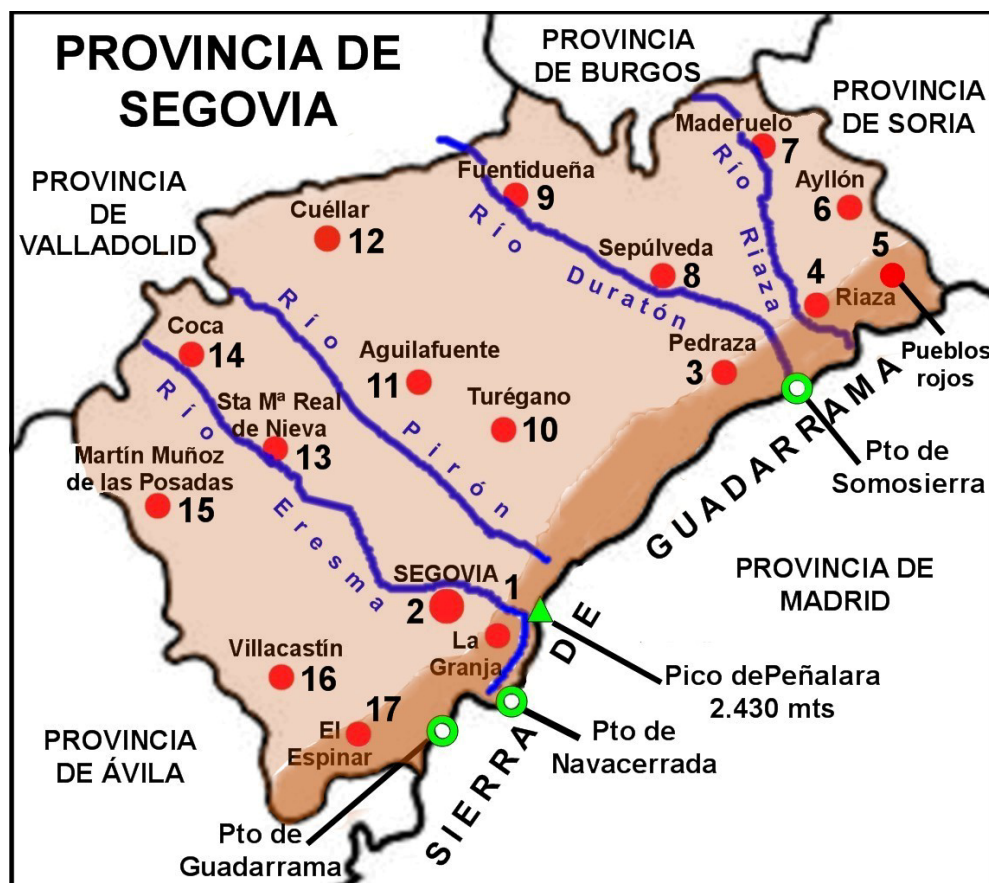 PROVINCIA DE
SEGOVIA
PROVINCIA
DE BURGOS
PROVINCIA
DE SORIA
PROVINCIA
DE
VALLADOLID
Maderuelo
7
Río Riaza
Ayllón
6
5
Fuentidueña
9
Río Duratón
Cuéllar
12
Sepúlveda
8
4
Riaza
Pueblos
rojos
Pedraza
3
Coca
14
Río Pirón
Aguilafuente
11
Turégano
10
Sta Mª Real
de Nieva
13
Río Eresma
Martín Muñoz
de las Posadas
15
Pto de
Somosierra
SIERRA DE GUADARRAMA
PROVINCIA DE
MADRID
SEGOVIA
2
1
La
Granja
Villacastín
16
17
El
Espinar
Pico dePeñalara
2.430 mts
Pto de
Navacerrada
PROVINCIA
DE ÁVILA
Pto de
Guadarrama